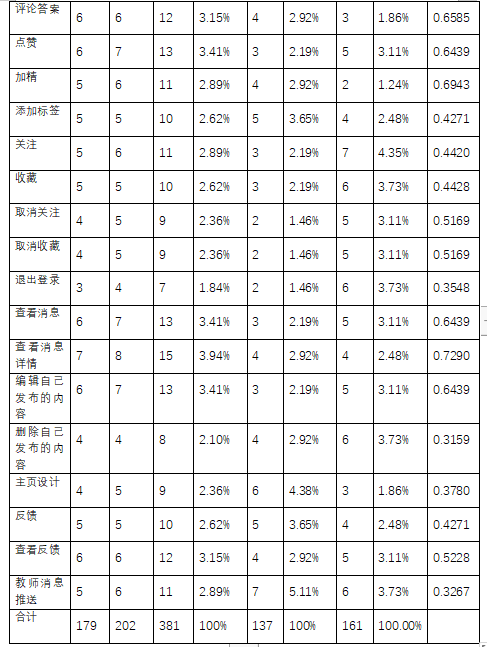 评论答案 6 6 12 3.15% 4 2.92% 3 1.86% 0.6585
点赞 6 7 13 3.41% 3 2.19% 5 3.11% 0.6439
加精 5 6 11 2.89% 4 2.92% 2 1.24% 0.6943
添加标签 5 5 10 2.62% 5 3.65% 4 2.48% 0.4271
关注 5 6 11 2.89% 3 2.19% 7 4.35% 0.4420
收藏 5 5 10 2.62% 3 2.19% 6 3.73% 0.4428
取消关注 4 5 9 2.36% 2 1.46% 5 3.11% 0.5169
取消收藏 4 5 9 2.36% 2 1.46% 5 3.11% 0.5169
退出登录 3 4 7 1.84% 2 1.46% 6 3.73% 0.3548
查看消息 6 7 13 3.41% 3 2.19% 5 3.11% 0.6439
查看消息
详情 7 8 15 3.94% 4 2.92% 4 2.48% 0.7290
编辑自己
发布的内
容 6 7 13 3.41% 3 2.19% 5 3.11% 0.6439
删除自己
发布的内
容 4 4 8 2.10% 4 2.92% 6 3.73% 0.3159
主页设计 4 5 9 2.36% 6 4.38% 3 1.86% 0.3780
反馈 5 5 10 2.62% 5 3.65% 4 2.48% 0.4271
查看反馈 6 6 12 3.15% 4 2.92% 5 3.11% 0.5228
教师消息
推送 5 6 11 2.89% 7 5.11% 6 3.73% 0.3267
合计 179 202 381 100% 137 100% 161 100.00%